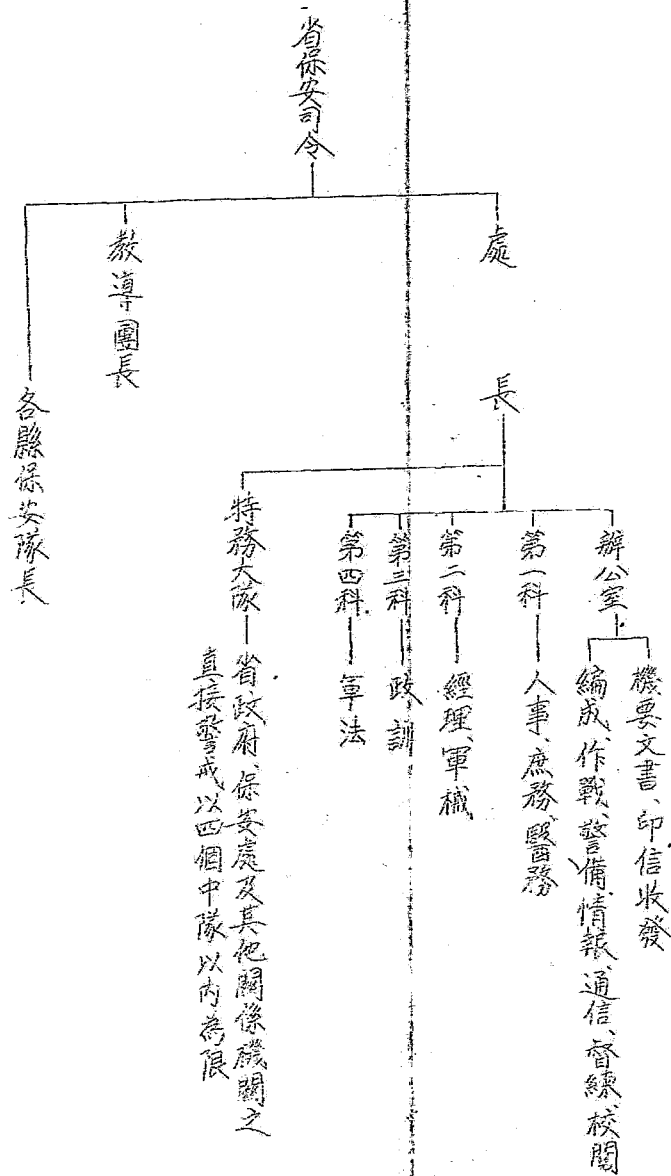 省保安司令
處長
辦公室
機要文書、印信收發
編成、作戰、警備、情報、通信、督練、校閱
第一科
人事、庶務、醫務
第二科
經理、軍械
第三科
政訓
第四科
軍法
特務大隊
省政府、保安處及其他關係機關之
直接警戒以四個中隊以內為限
教導團長
各縣保安隊長